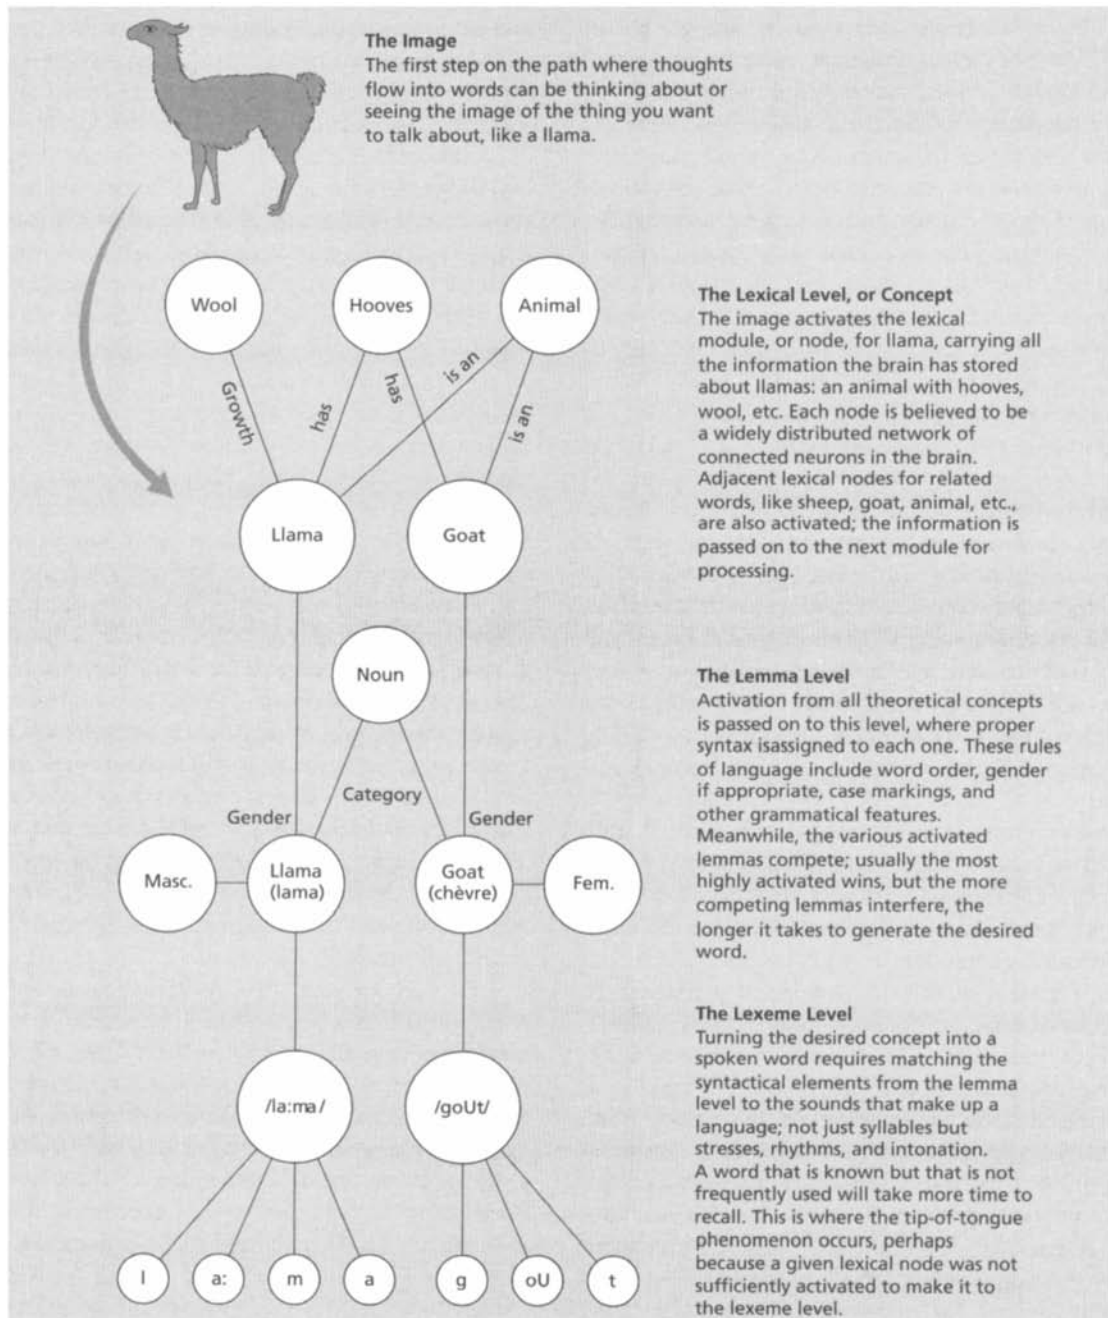 The Image
The first step on the path where thoughts
flow into words can be thinking about or
seeing the image of the thing you want
to talk about, like a llama.
Wool
Hooves
Animal
Growth
has
has
is an
is an
Llama
Goat
The Lexical Level, or Concept
The image activates the lexical
module, or node, for llama, carrying all
the information the brain has stored
about llamas: an animal with hooves,
wool, etc. Each node is believed to be
a widely distributed network of
connected neurons in the brain.
Adjacent lexical nodes for related
words, like sheep, goat, animal, etc.,
are also activated; the information is
passed on to the next module for
processing.
Noun
Category
Gender
Gender
Masc.
Llama
(lama)
Goat
(chèvre)
Fem.
The Lemma Level
Activation from all theoretical concepts
is passed on to this level, where proper
syntax isassigned to each one. These rules
of language include word order, gender
if appropriate, case markings, and
other grammatical features.
Meanwhile, the various activated
lemmas compete; usually the most
highly activated wins, but the more
competing lemmas interfere, the
longer it takes to generate the desired
word.
/la:ma/
/goUt/
l
a:
m
a
g
oU
t
The Lexeme Level
Turning the desired concept into a
spoken word requires matching the
syntactical elements from the lemma
level to the sounds that make up a
language; not just syllables but
stresses, rhythms, and intonation.
A word that is known but that is not
frequently used will take more time to
recall. This is where the tip-of-tongue
phenomenon occurs, perhaps
because a given lexical node was not
sufficiently activated to make it to
the lexeme level.